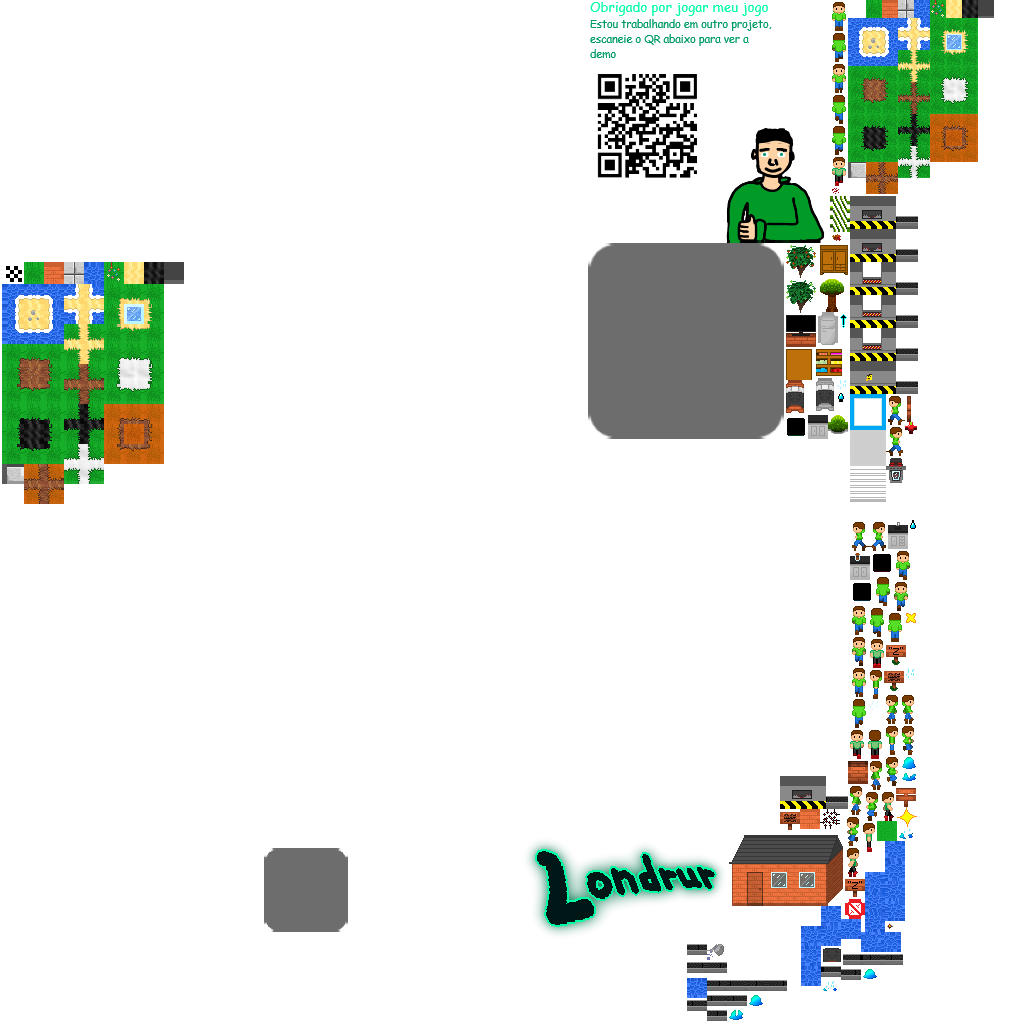 Obrigado por jogar meu jogo
Estou trabalhando em outro projeto,
escaneie o QR abaixo para ver a
demo
Londrur